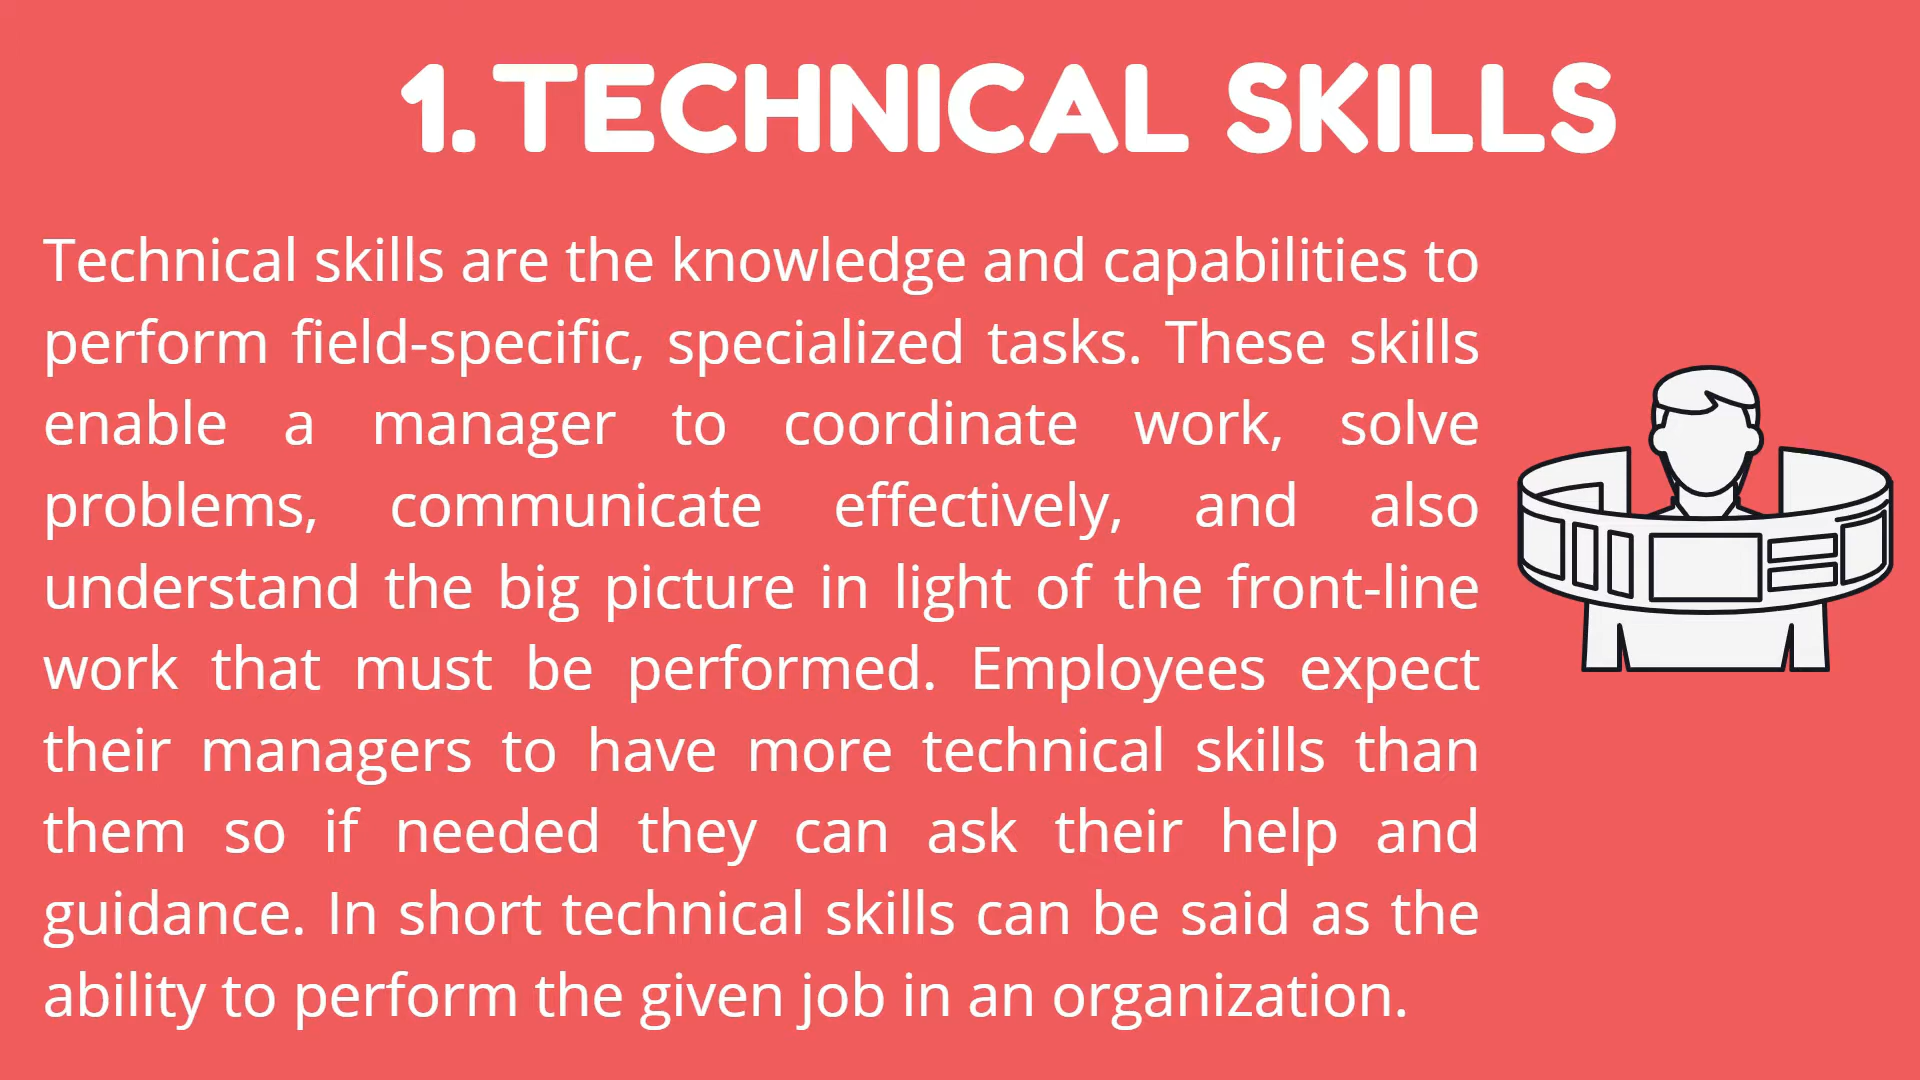 1. TECHNICAL SKILLS
Technical skills are the knowledge and capabilities to
perform field-specific, specialized tasks. These skills
enable a manager to coordinate work, solve
problems, communicate effectively, and also
understand the big picture in light of the front-line
work that must be performed. Employees expect
their managers to have more technical skills than
them so if needed they can ask their help and
guidance. In short technical skills can be said as the
ability to perform the given job in an organization.